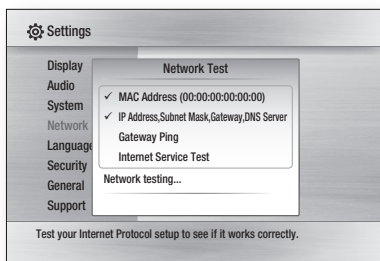 Settings
Display
Audio
System
Network
Language
Security
General
Support
Network Test
✓ MAC Address (00:00:00:00:00:00)
✓ IP Address,Subnet Mask,Gateway,DNS Server
Gateway Ping
Internet Service Test
Network testing...
Test your Internet Protocol setup to see if it works correctly.